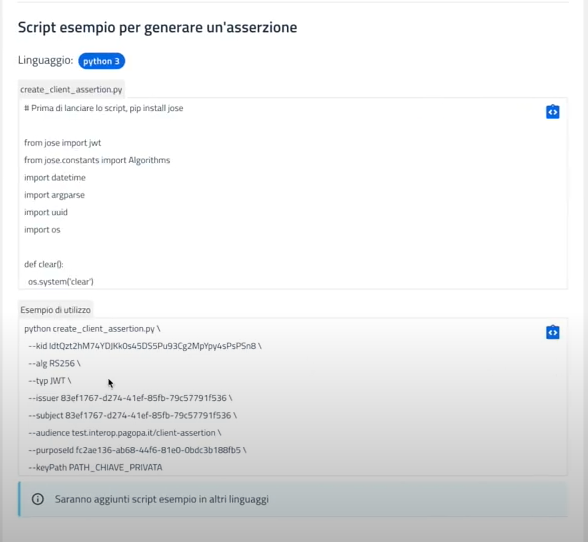 Script esempio per generare un'asserzione
Linguaggio: python 3
create_client_assertion.py
# Prima di lanciare lo script, pip install jose
from jose import jwt
from jose.constants import Algorithms
import datetime
import argparse
import uuid
import os
def clear():
os.system('clear')
Esempio di utilizzo
python create_client_assertion.py \
--kid ldtQzt2hM74YDJKk0s45DS5Pu93Cg2MpYpy4sPsPSn8 \
--alg RS256 \
--typ JWT \
--issuer 83ef1767-d274-41ef-85fb-79c57791f536 \
--subject 83ef1767-d274-41ef-85fb-79c57791f536 \
--audience test.interop.pagopa.it/client-assertion \
--purposeId fc2ae136-ab68-44f6-81e0-0bdc3b188fb5 \
--keyPath PATH_CHIAVE_PRIVATA
Saranno aggiunti script esempio in altri linguaggi